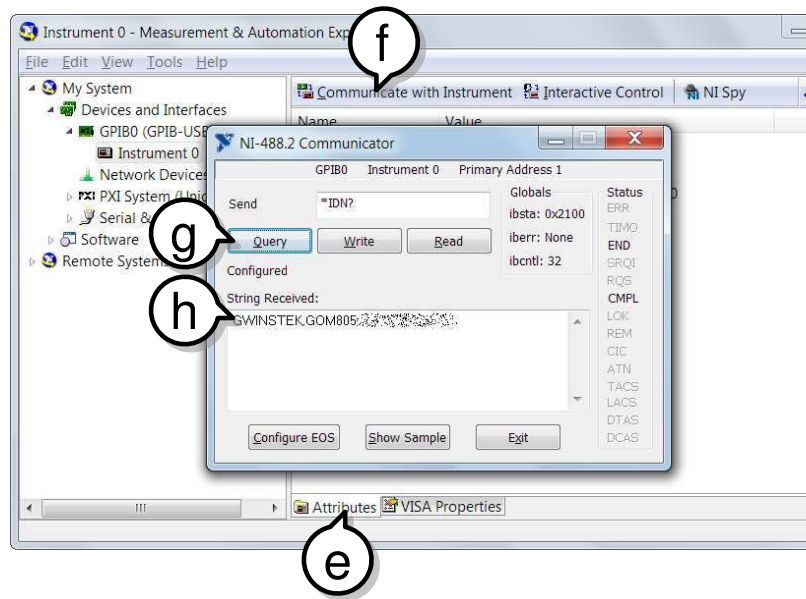 Instrument 0 - Measurement & Automation Exp
f
File Edit View Tools Help
My System
Devices and Interfaces
GPIB0 (GPIB-USB
Instrument 0
Network Devices
PXI System (Unid
Serial &
Software
Remote Systems
Communicate with Instrument Interactive Control NI Spy
Name Value
NI-488.2 Communicator
GPIB0 Instrument 0 Primary Address 1
Send *IDN?
Query Write Read
Configured
String Received:
GWINSTEK,GOM805
Globals
ibsta: 0x2100
iberr: None
ibcntl: 32
Status
ERR
TIMO
END
SRQI
RQS
CMPL
LOK
REM
CIC
ATN
TACS
LACS
DTAS
DCAS
Configure EOS Show Sample Exit
g
h
0
Attributes VISA Properties
e